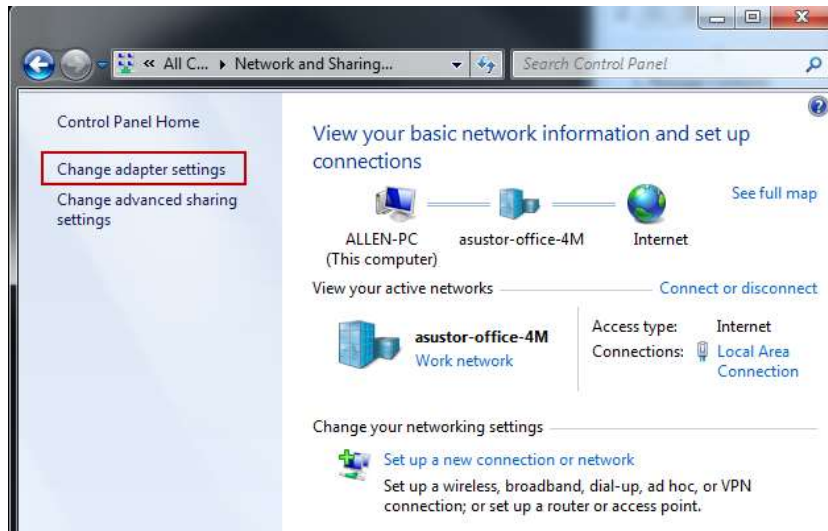 « All C... ▸ Network and Sharing...
Search Control Panel
Control Panel Home
Change adapter settings
Change advanced sharing
settings
View your basic network information and set up
connections
See full map
ALLEN-PC
(This computer)
asustor-office-4M
Internet
View your active networks
Connect or disconnect
asustor-office-4M
Work network
Access type: Internet
Connections: Local Area
Connection
Change your networking settings
Set up a new connection or network
Set up a wireless, broadband, dial-up, ad hoc, or VPN
connection; or set up a router or access point.